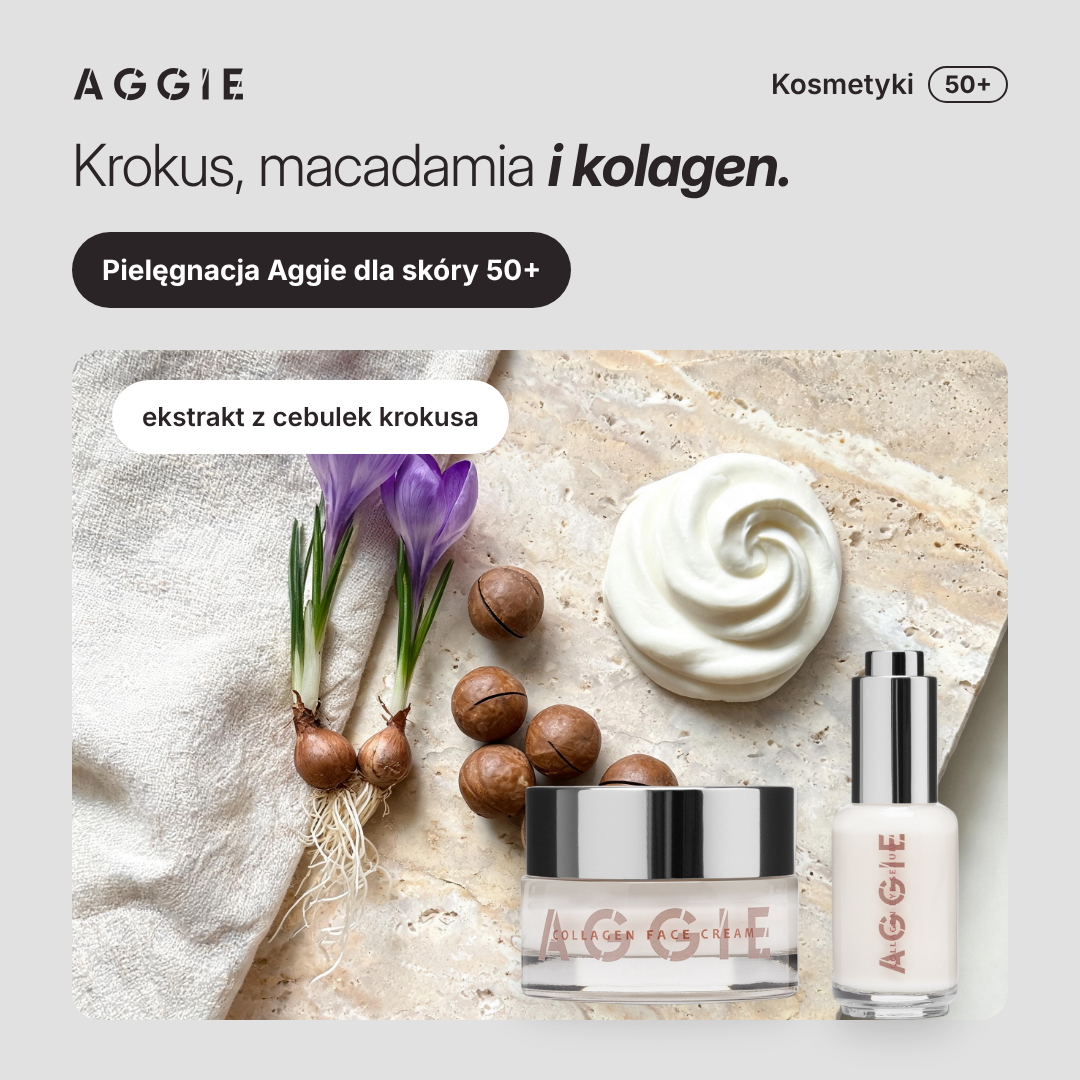 AGGIE
Kosmetyki 50+
Krokus, macadamia i kolagen.
Pielęgnacja Aggie dla skóry 50+
ekstrakt z cebulek krokusa
AGGIE
COLLAGEN FACE CREAM
AGGIE